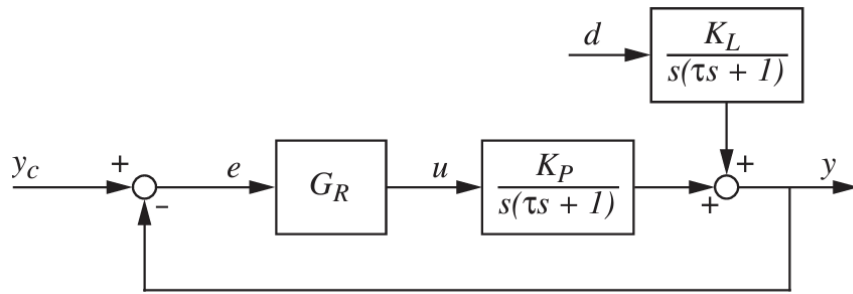 d
K_L
s(τs + 1)
y_C + e G_R u K_P
s(τs + 1) + + y
−